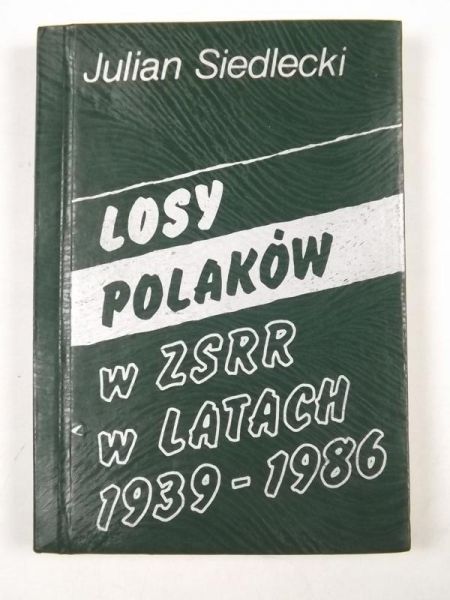 Julian Siedlecki
LOSY
POLAKÓW
W ZSRR
W LATACH
1939-1986